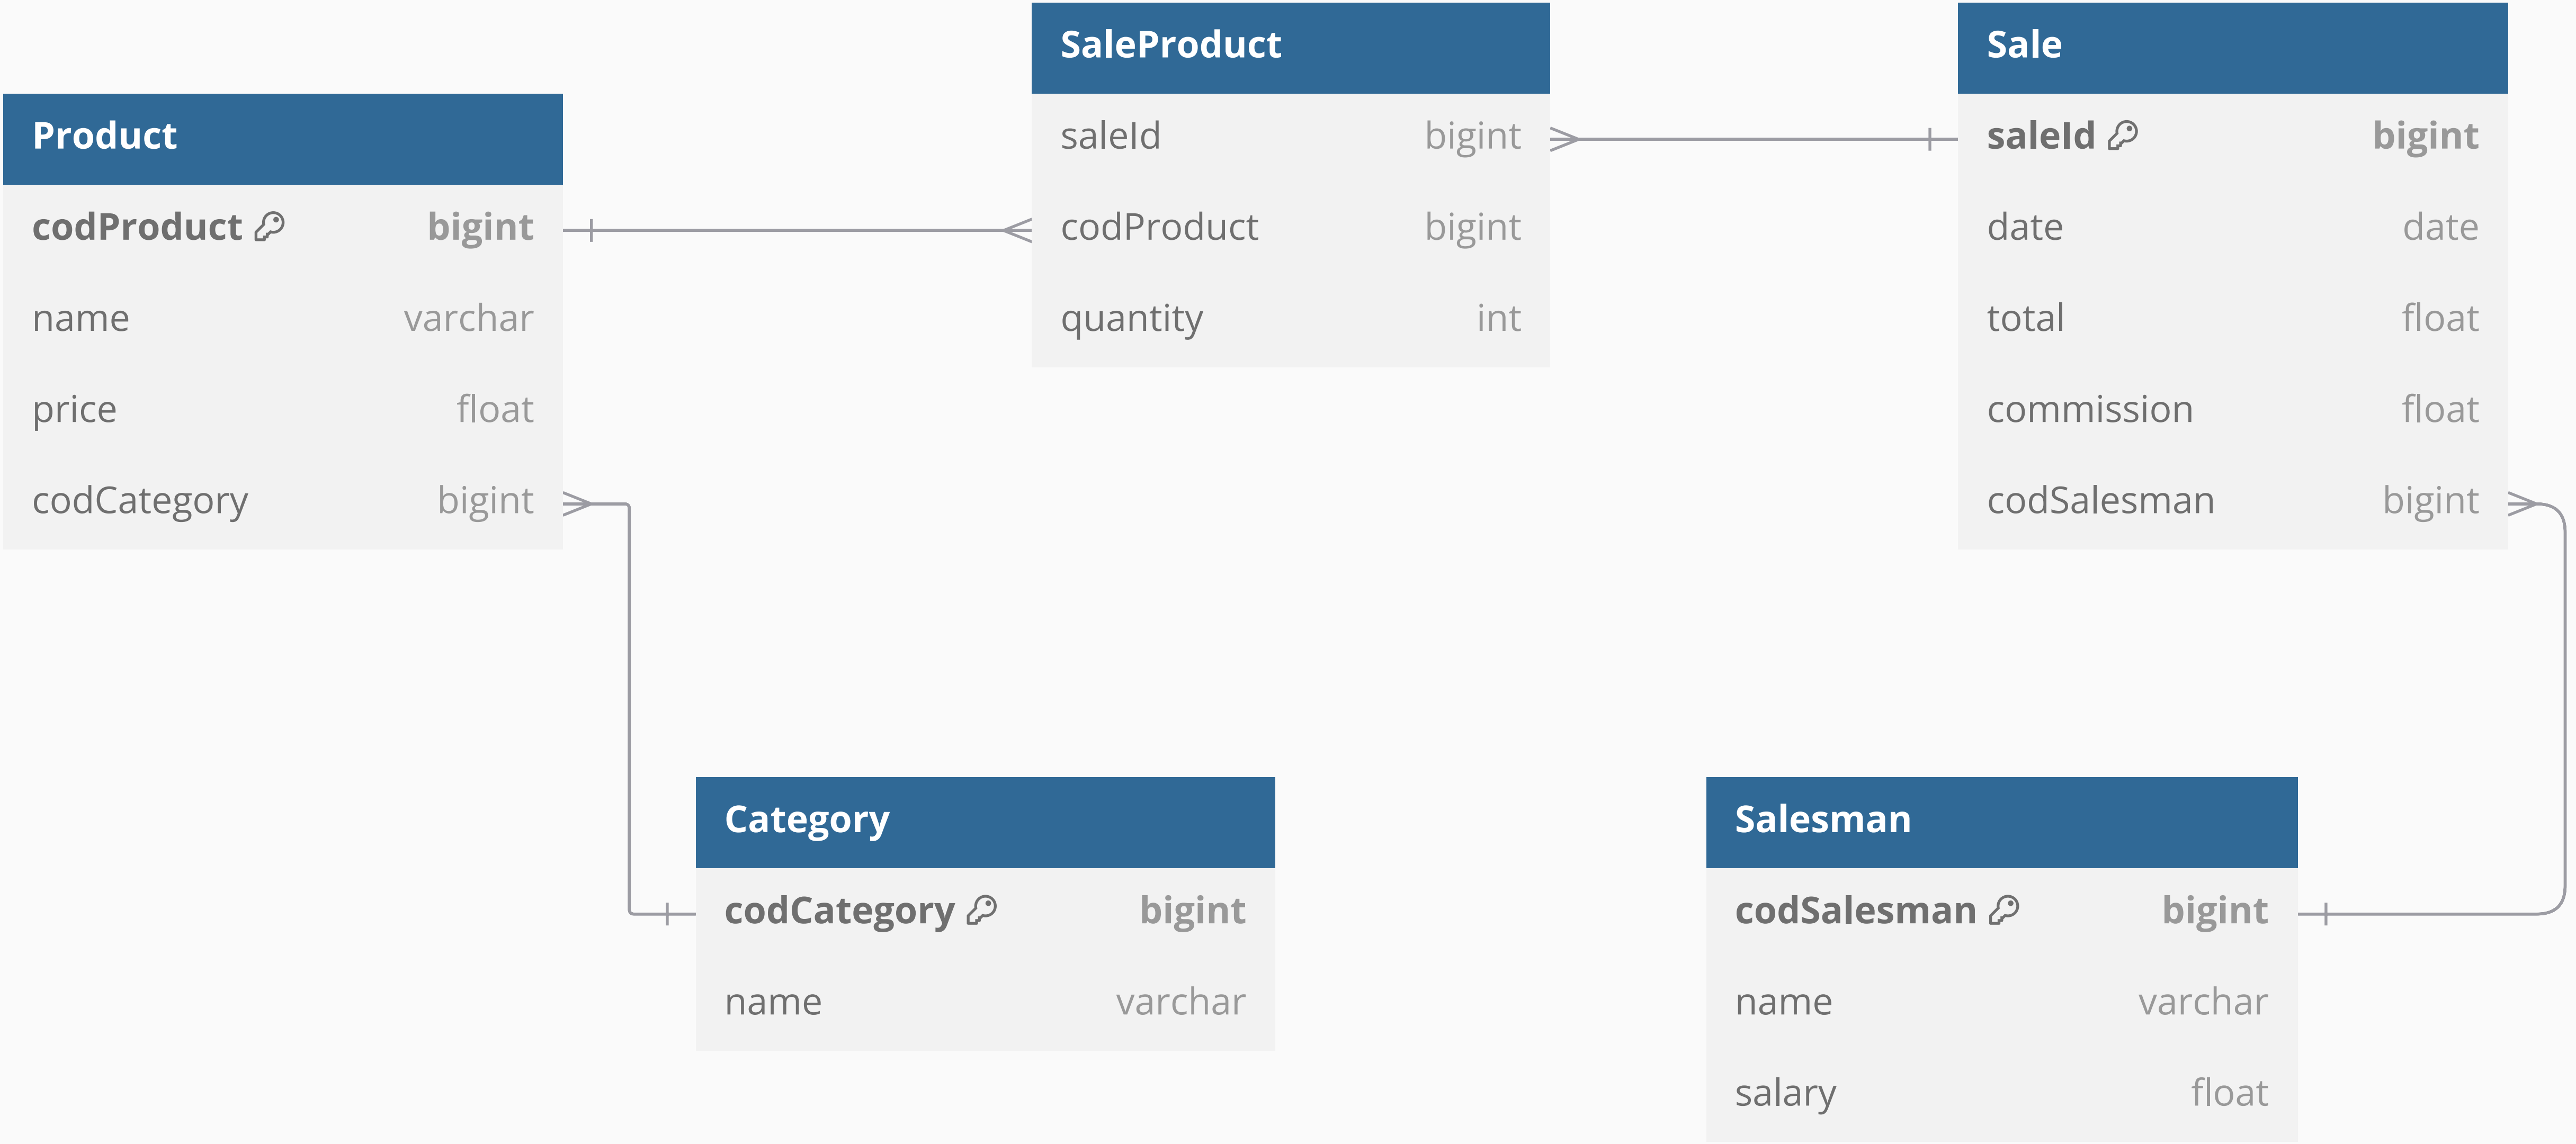 Product
codProduct bigint
name varchar
price float
codCategory bigint
SaleProduct
saleId bigint
codProduct bigint
quantity int
Sale
saleId bigint
date date
total float
commission float
codSalesman bigint
Category
codCategory bigint
name varchar
Salesman
codSalesman bigint
name varchar
salary float